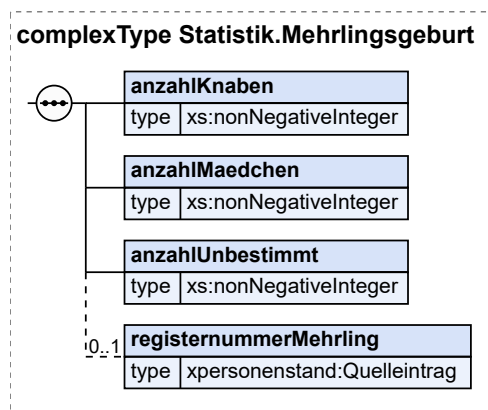 complexType Statistik.Mehrlingsgeburt
anzahlKnaben
type xs:nonNegativeInteger
anzahlMaedchen
type xs:nonNegativeInteger
anzahlUnbestimmt
type xs:nonNegativeInteger
0..1 registernummerMehrling
type xpersonenstand:Quelleintrag